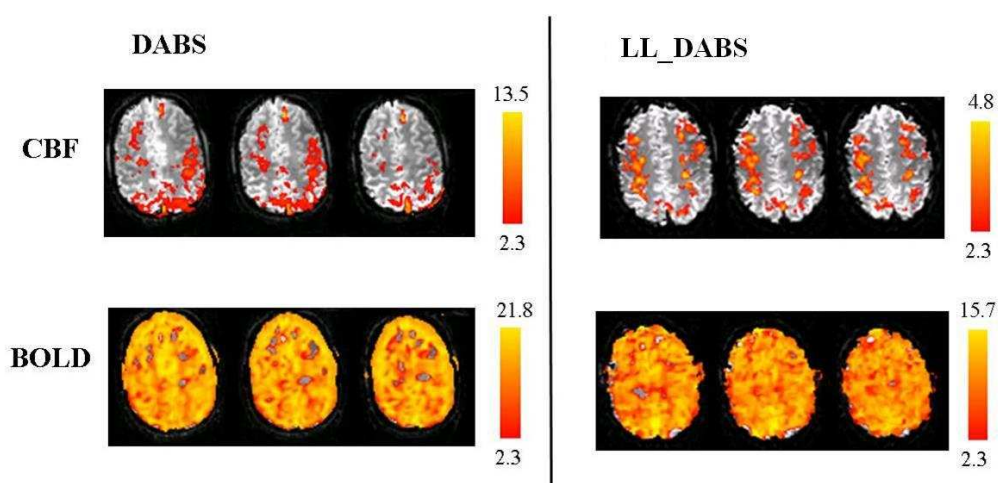 DABS
LL_DABS
CBF
13.5
2.3
4.8
2.3
BOLD
21.8
2.3
15.7
2.3